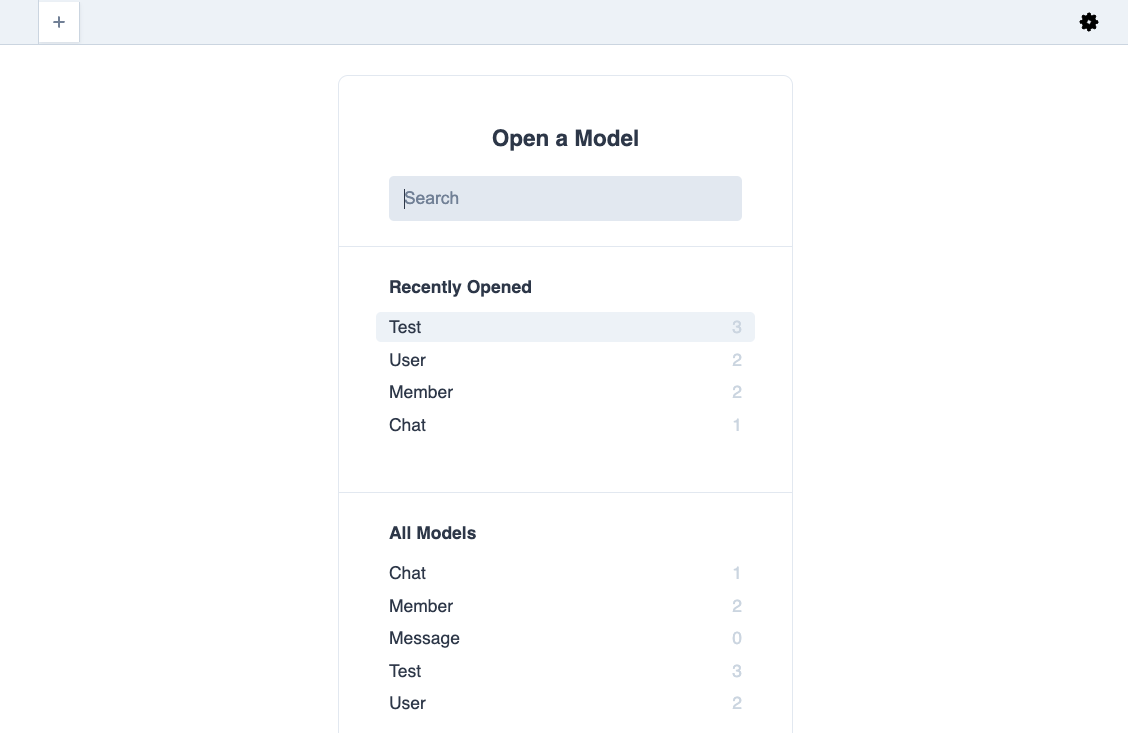 +
Open a Model
Search
Recently Opened
Test 3
User 2
Member 2
Chat 1
All Models
Chat 1
Member 2
Message 0
Test 3
User 2